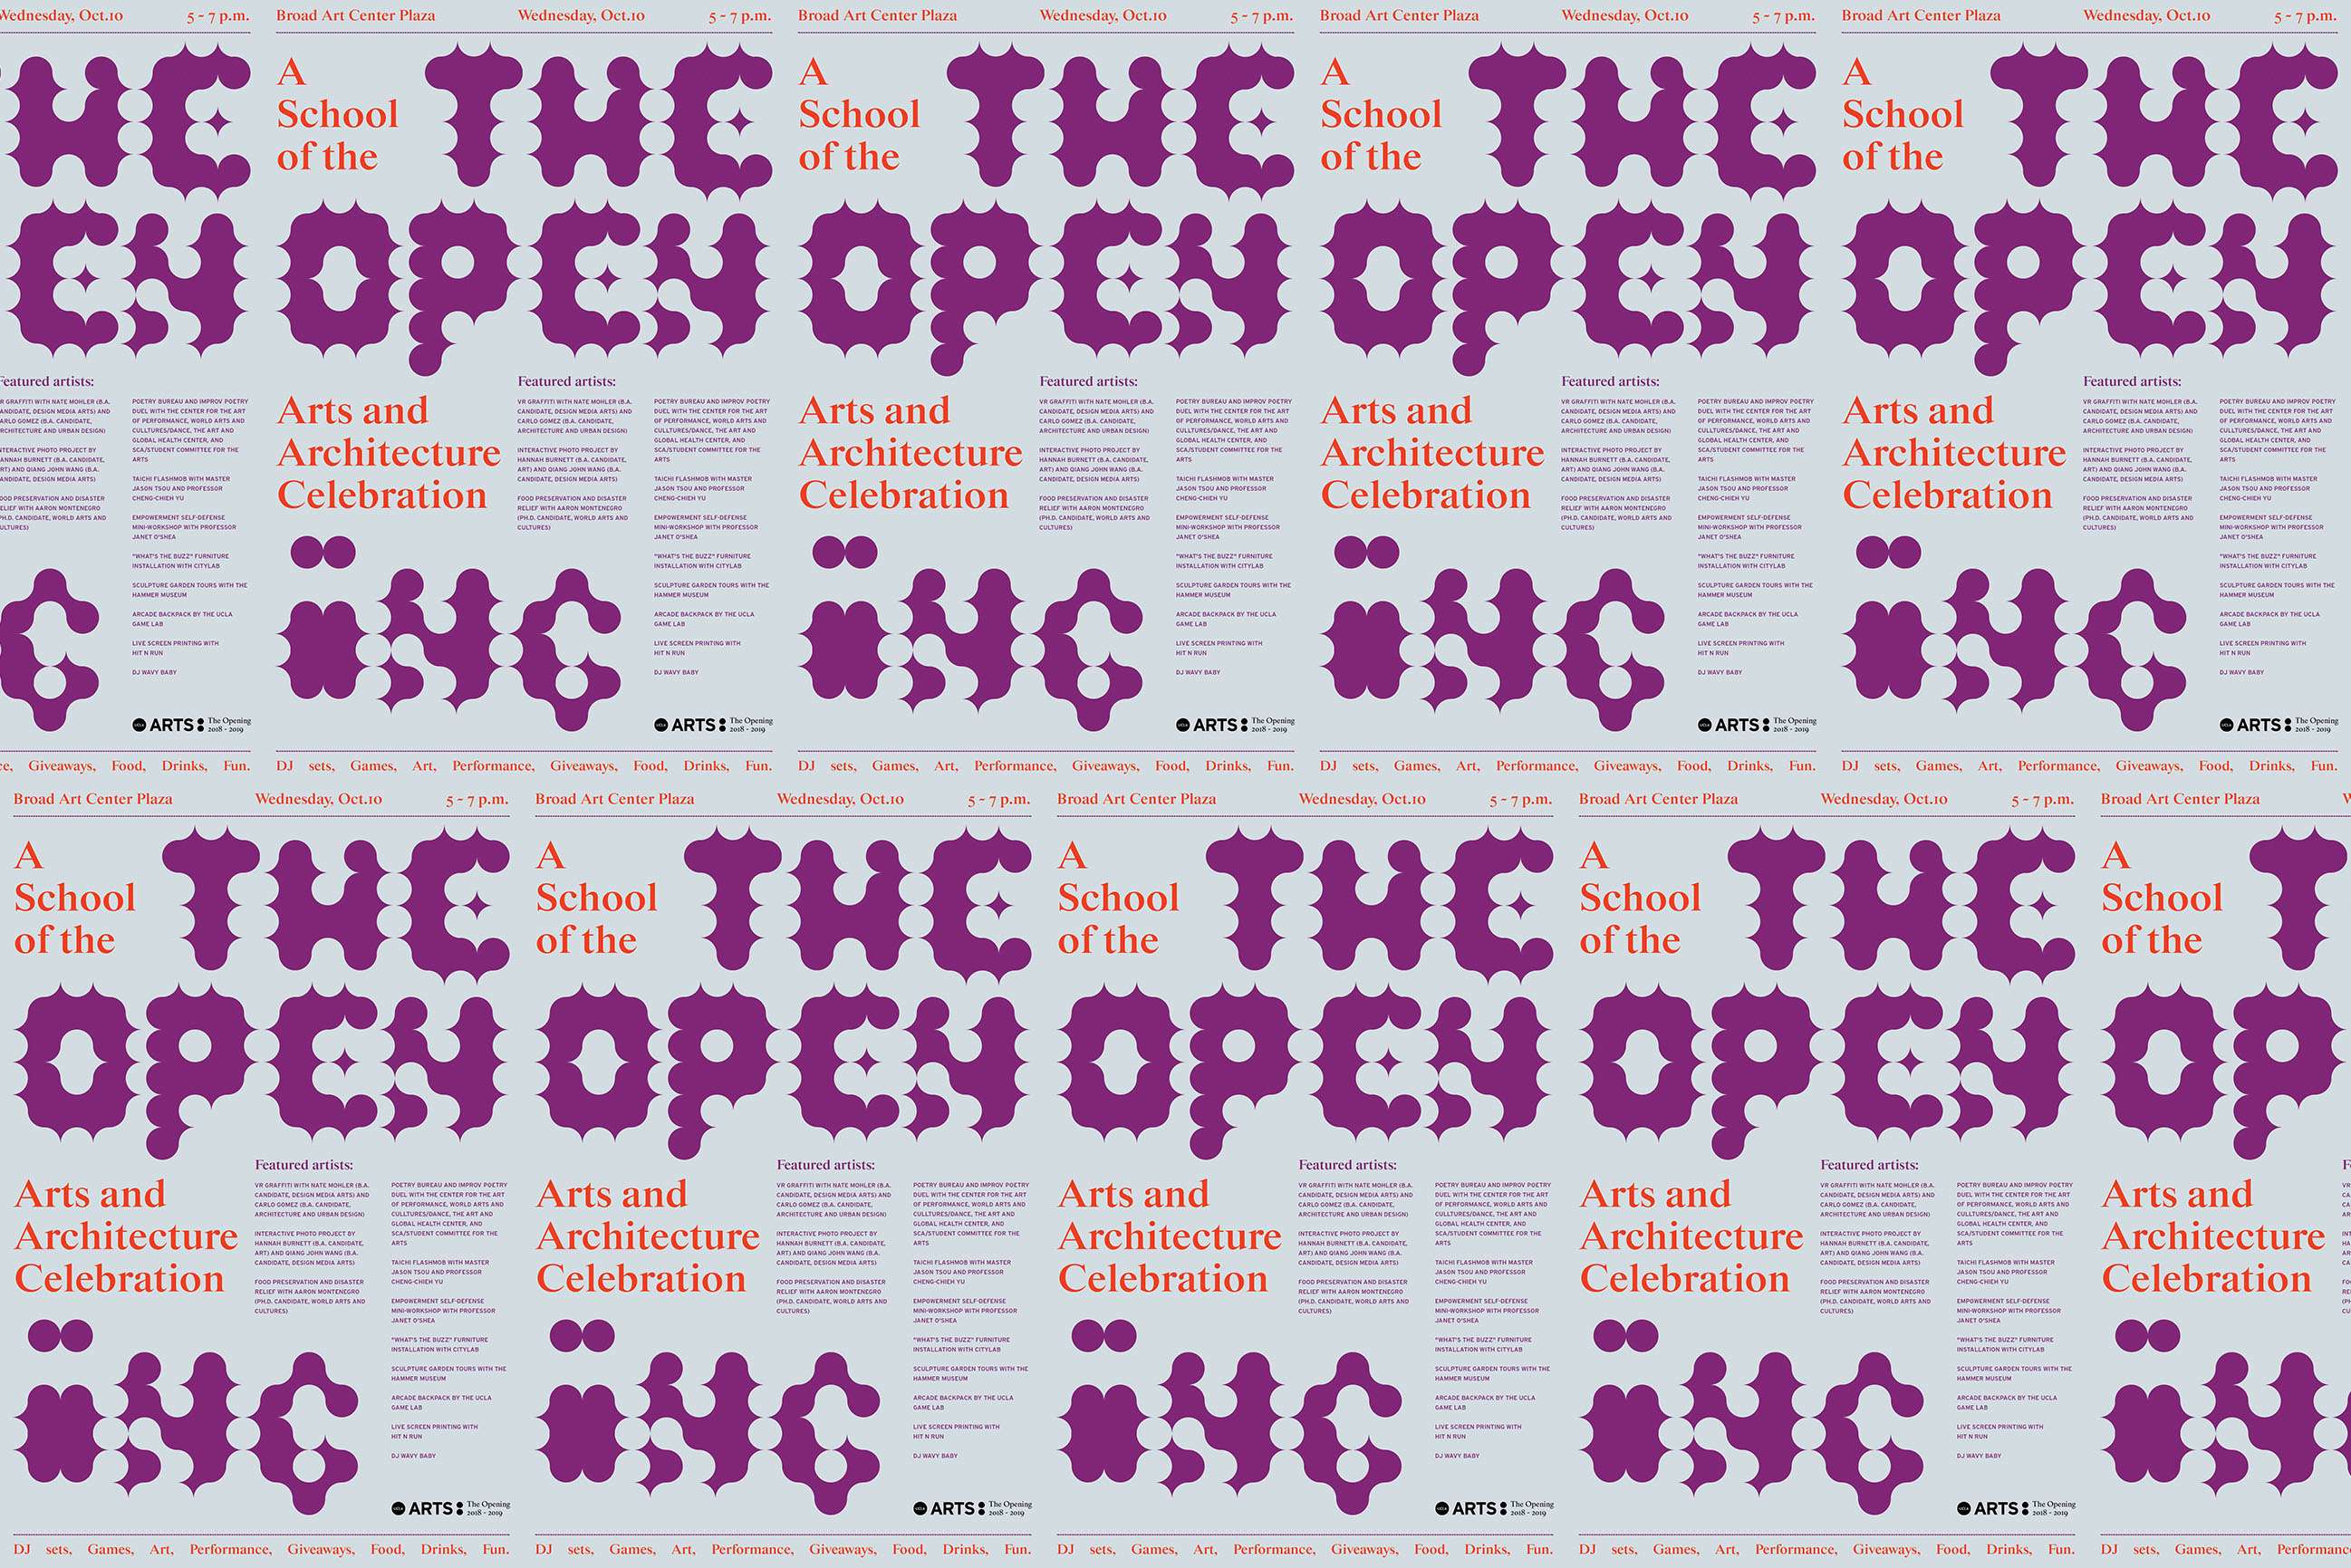 Broad Art Center Plaza Wednesday, Oct.10 5 - 7 p.m.
A
School
of the
THE
OPEN
Arts and
Architecture
Celebration
ING
Featured artists:
VR GRAFFITI WITH NATE MOHLER (B.A.
CANDIDATE, DESIGN MEDIA ARTS) AND
CARLO GOMEZ (B.A. CANDIDATE,
ARCHITECTURE AND URBAN DESIGN)
INTERACTIVE PHOTO PROJECT BY
HANNAH BURNETT (B.A. CANDIDATE,
ART) AND QIANG JOHN WANG (B.A.
CANDIDATE, DESIGN MEDIA ARTS)
FOOD PRESERVATION AND DISASTER
RELIEF WITH AARON MONTENEGRO
(PH.D. CANDIDATE, WORLD ARTS AND
CULTURES)
POETRY BUREAU AND IMPROV POETRY
DUEL WITH THE CENTER FOR THE ART
OF PERFORMANCE, WORLD ARTS AND
CULLTURES/DANCE, THE ART AND
GLOBAL HEALTH CENTER, AND
SCA/STUDENT COMMITTEE FOR THE
ARTS
TAICHI FLASHMOB WITH MASTER
JASON TSOU AND PROFESSOR
CHENG-CHIEH YU
EMPOWERMENT SELF-DEFENSE
MINI-WORKSHOP WITH PROFESSOR
JANET O'SHEA
"WHAT'S THE BUZZ" FURNITURE
INSTALLATION WITH CITYLAB
SCULPTURE GARDEN TOURS WITH THE
HAMMER MUSEUM
ARCADE BACKPACK BY THE UCLA
GAME LAB
LIVE SCREEN PRINTING WITH
HIT N RUN
DJ WAVY BABY
UCLA ARTS: The Opening
2018 - 2019
DJ sets, Games, Art, Performance, Giveaways, Food, Drinks, Fun.